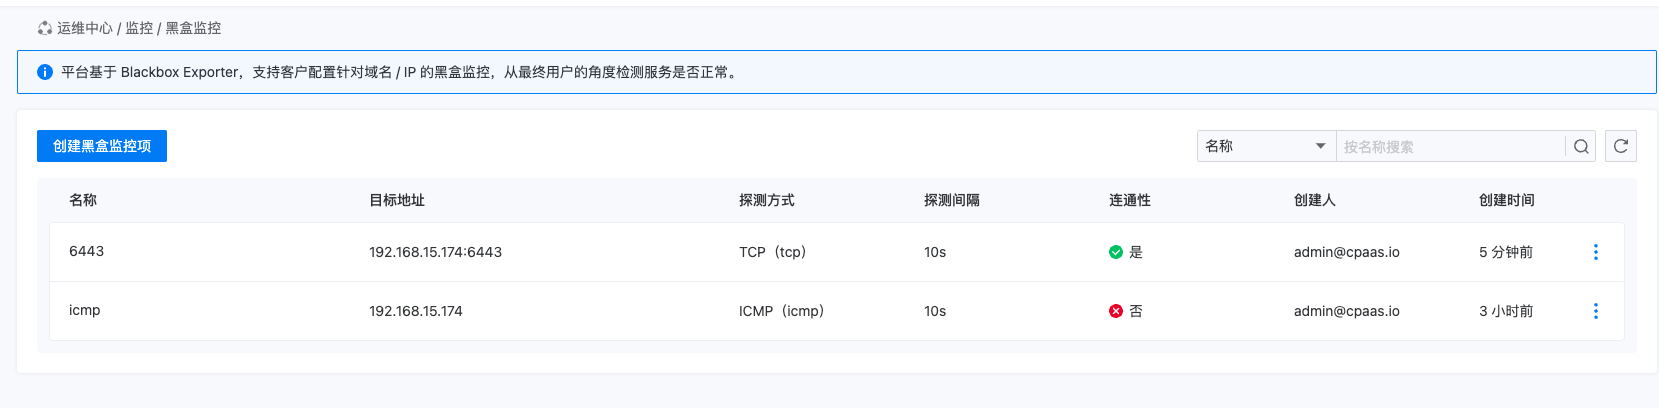 运维中心 / 监控 / 黑盒监控
平台基于 Blackbox Exporter，支持客户配置针对域名 / IP 的黑盒监控，从最终用户的角度检测服务是否正常。
创建黑盒监控项 名称 按名称搜索
名称 目标地址 探测方式 探测间隔 连通性 创建人 创建时间
6443 192.168.15.174:6443 TCP（tcp） 10s 是 admin@cpaas.io 5 分钟前
icmp 192.168.15.174 ICMP（icmp） 10s 否 admin@cpaas.io 3 小时前